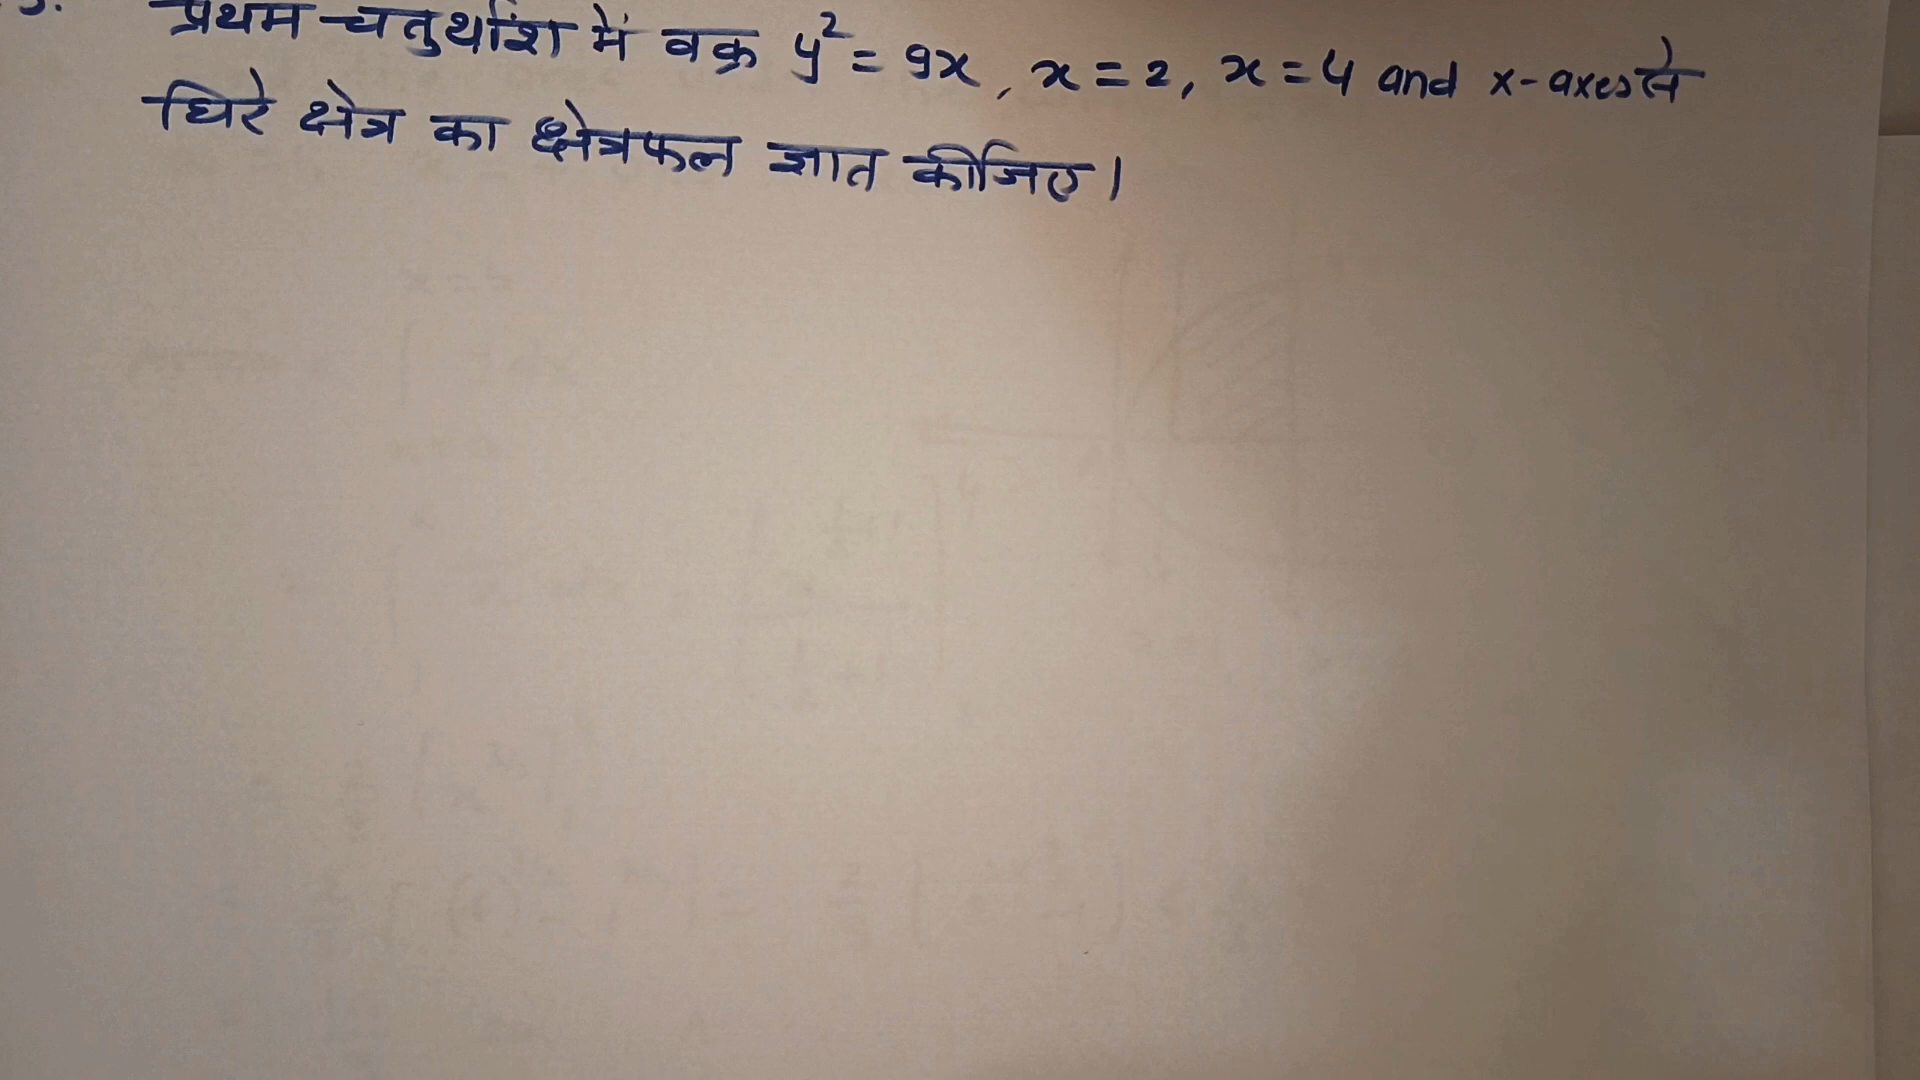 प्रथम चतुर्थांश में वक्र y² = 9x, x = 2, x = 4 and x-axes से
घिरे क्षेत्र का क्षेत्रफल ज्ञात कीजिए।